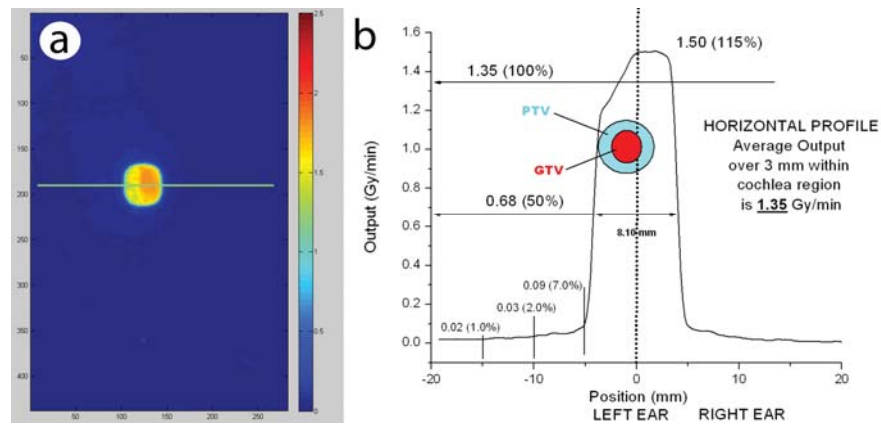 a
50
100
150
200
250
300
350
400
50
100
150
200
250
2.5
2
1.5
1
0.5
0
b
1.6
1.4
1.2
1.0
0.8
0.6
0.4
0.2
0.0
Output (Gy/min)
1.50 (115%)
1.35 (100%)
PTV
GTV
HORIZONTAL PROFILE
Average Output
over 3 mm within
cochlea region
is 1.35 Gy/min
0.68 (50%)
8.10 mm
0.09 (7.0%)
0.03 (2.0%)
0.02 (1.0%)
-20
-10
0
10
20
Position (mm)
LEFT EAR
RIGHT EAR